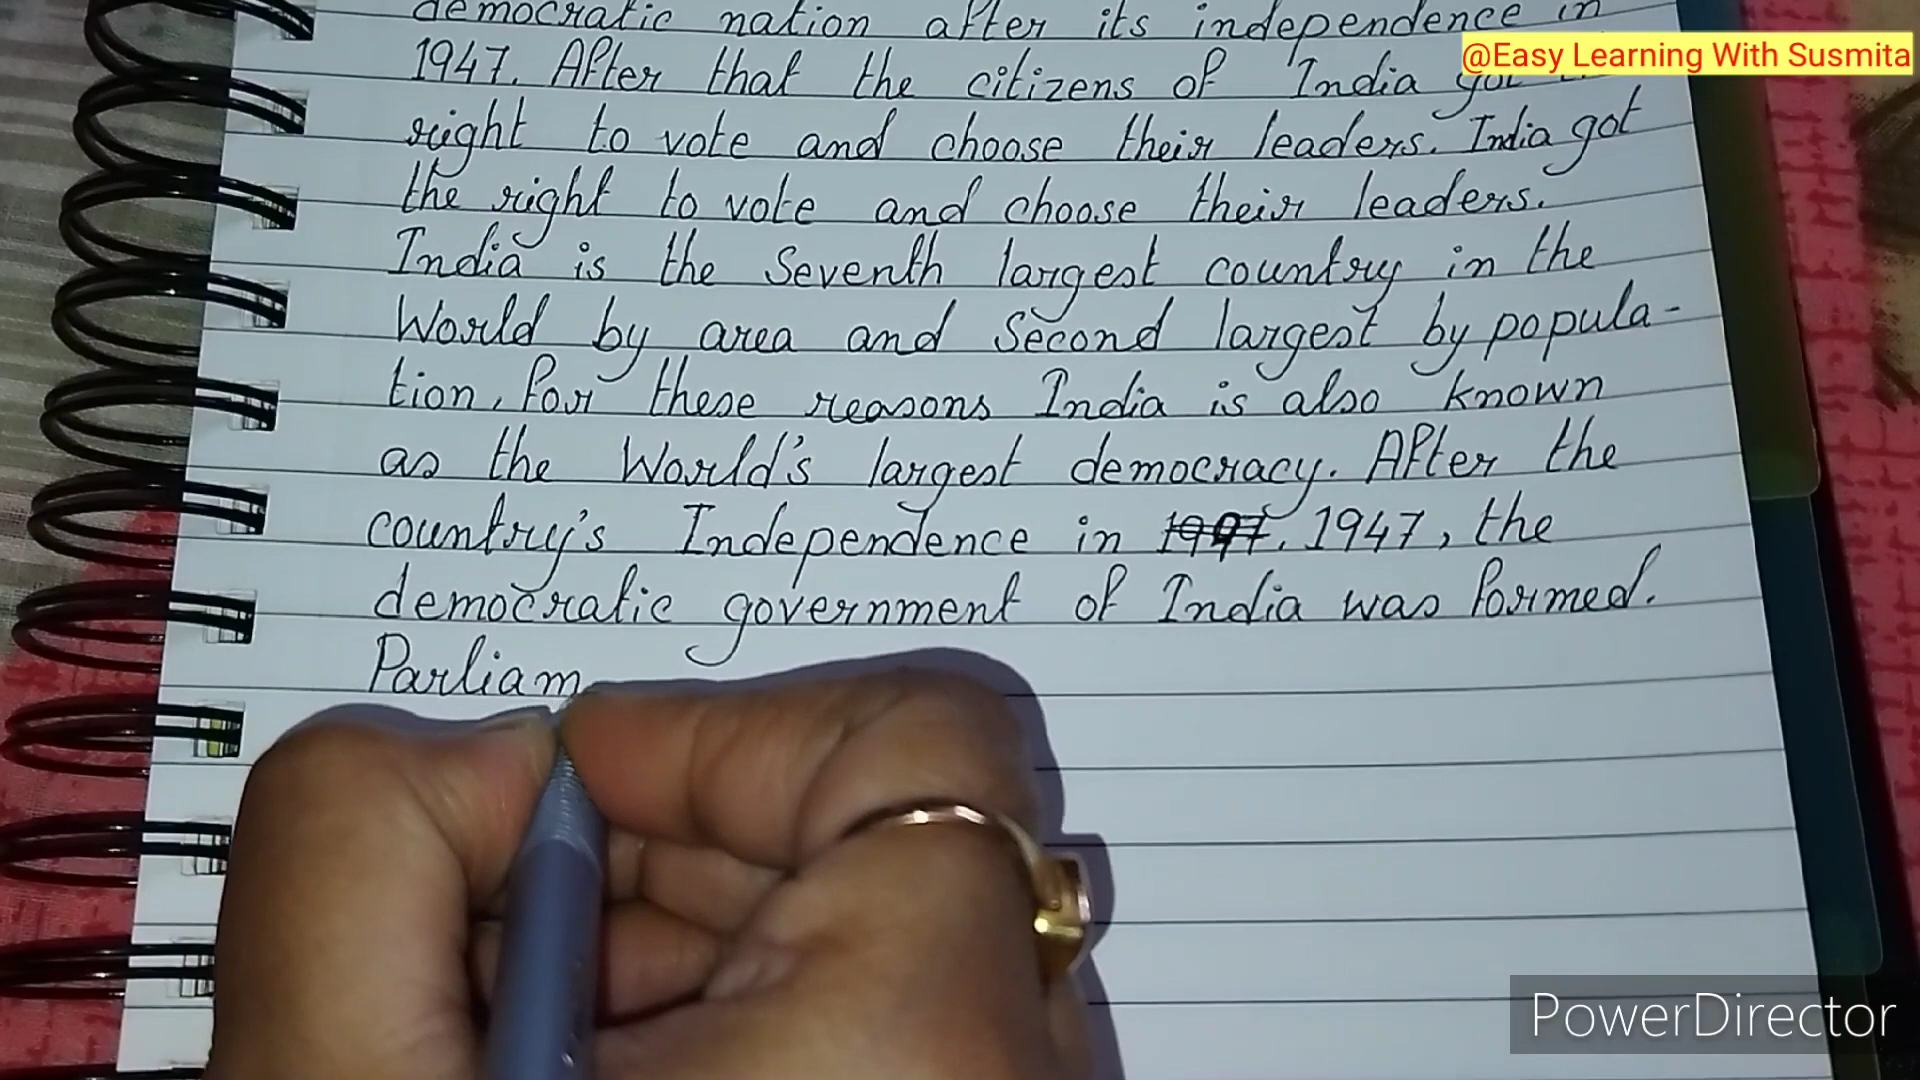 democratic nation after its independence in
@Easy Learning With Susmita
1947. After that the citizens of India got
right to vote and choose their leaders. India got
the right to vote and choose their leaders.
India is the Seventh largest country in the
World by area and Second largest by popula-
tion, for these reasons India is also known
as the World's largest democracy. After the
country's Independence in 1947, the
democratic government of India was formed.
Parliam
PowerDirector